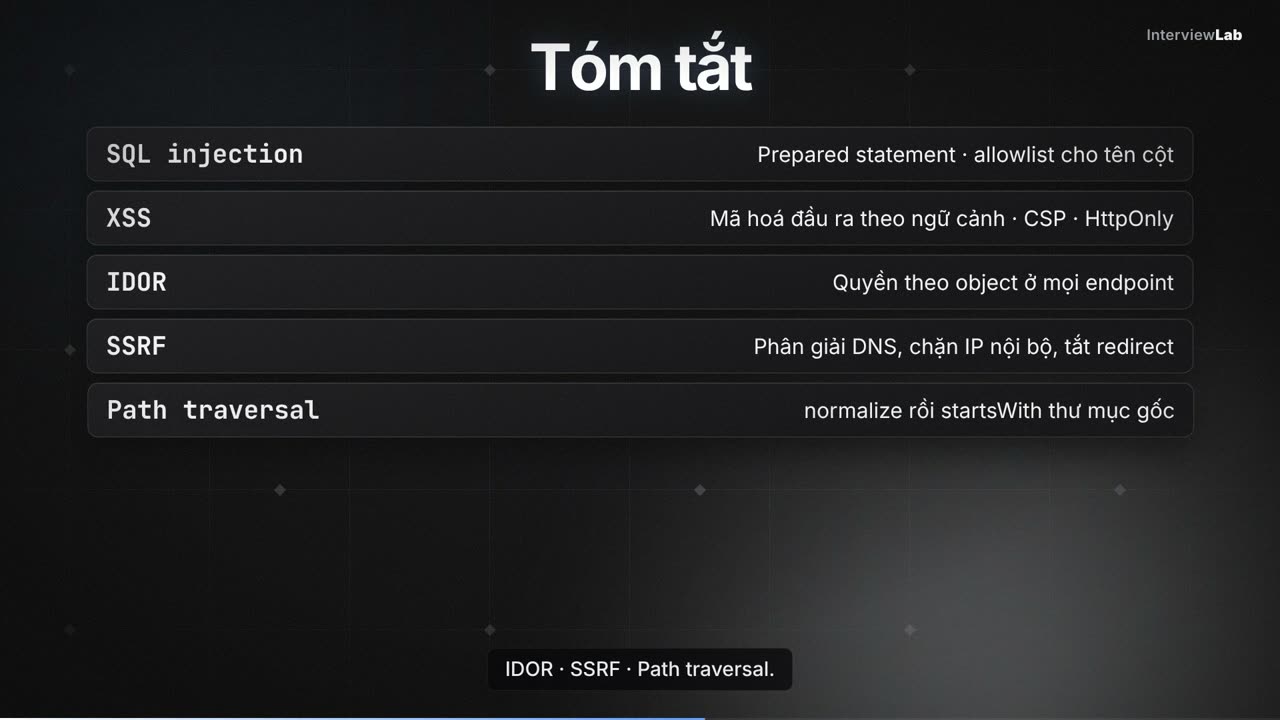 InterviewLab
Tóm tắt
SQL injection
Prepared statement · allowlist cho tên cột
XSS
Mã hoá đầu ra theo ngữ cảnh · CSP · HttpOnly
IDOR
Quyền theo object ở mọi endpoint
SSRF
Phân giải DNS, chặn IP nội bộ, tắt redirect
Path traversal
normalize rồi startsWith thư mục gốc
IDOR · SSRF · Path traversal.